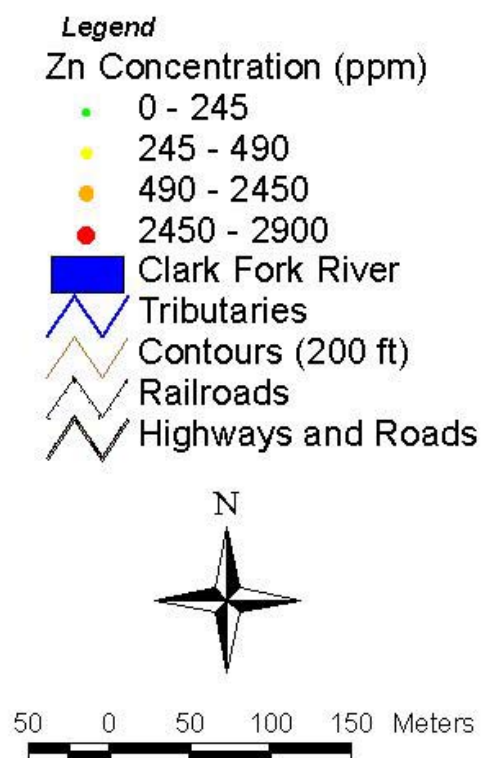 Legend
Zn Concentration (ppm)
0 - 245
245 - 490
490 - 2450
2450 - 2900
Clark Fork River
Tributaries
Contours (200 ft)
Railroads
Highways and Roads
N
50 0 50 100 150 Meters